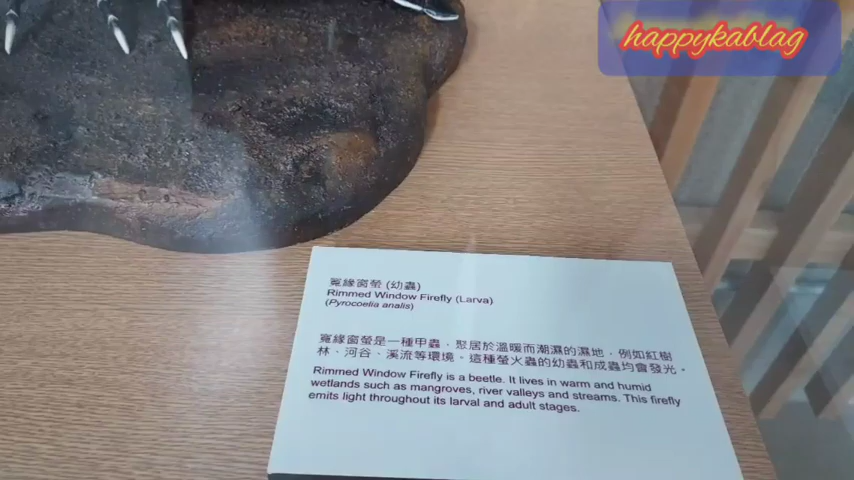 happykablag
冤緣窗螢 (幼蟲)
Rimmed Window Firefly (Larva)
(Pyrocoelia analis)
冤緣窗螢是一種甲蟲，眾居於溫暖而潮濕的濕地，例如紅樹
林、河谷、溪流等環境。這種螢火蟲的幼蟲和成蟲均會發光。
Rimmed Window Firefly is a beetle. It lives in warm and humid
wetlands such as mangroves, river valleys and streams. This firefly
emits light throughout its larval and adult stages.